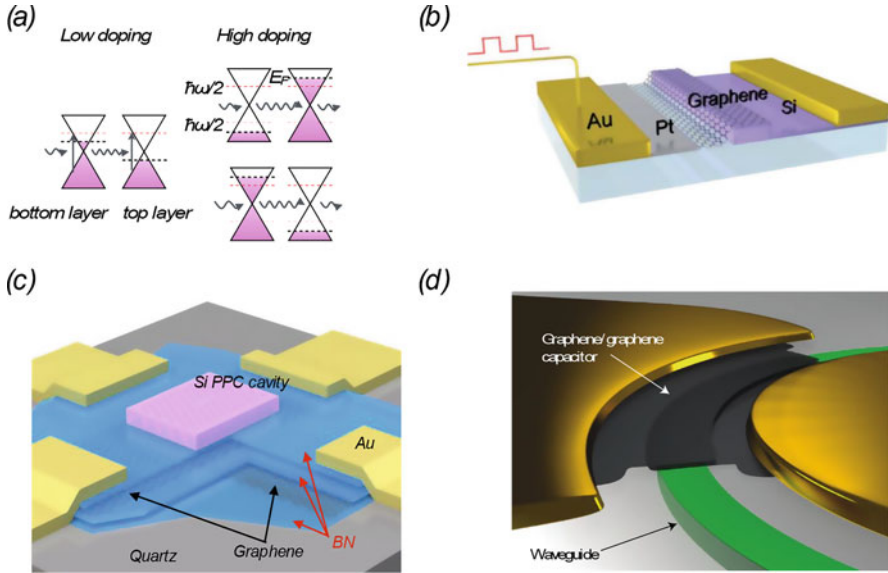 (a)
Low doping
High doping
ħω/2
ħω/2
E_F
bottom layer
top layer
(b)
Au
Pt
Graphene
Si
(c)
Si PPC cavity
Au
Graphene
BN
Quartz
(d)
Graphene/graphene
capacitor
Waveguide